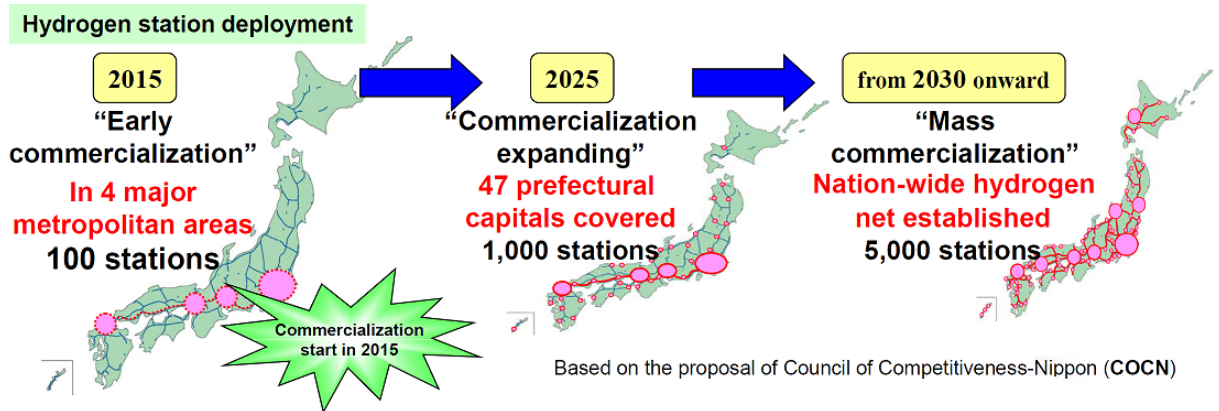 Hydrogen station deployment
2015
“Early
commercialization”
In 4 major
metropolitan areas
100 stations
Commercialization
start in 2015
2025
“Commercialization
expanding”
47 prefectural
capitals covered
1,000 stations
from 2030 onward
“Mass
commercialization”
Nation-wide hydrogen
net established
5,000 stations
Based on the proposal of Council of Competitiveness-Nippon (COCN)